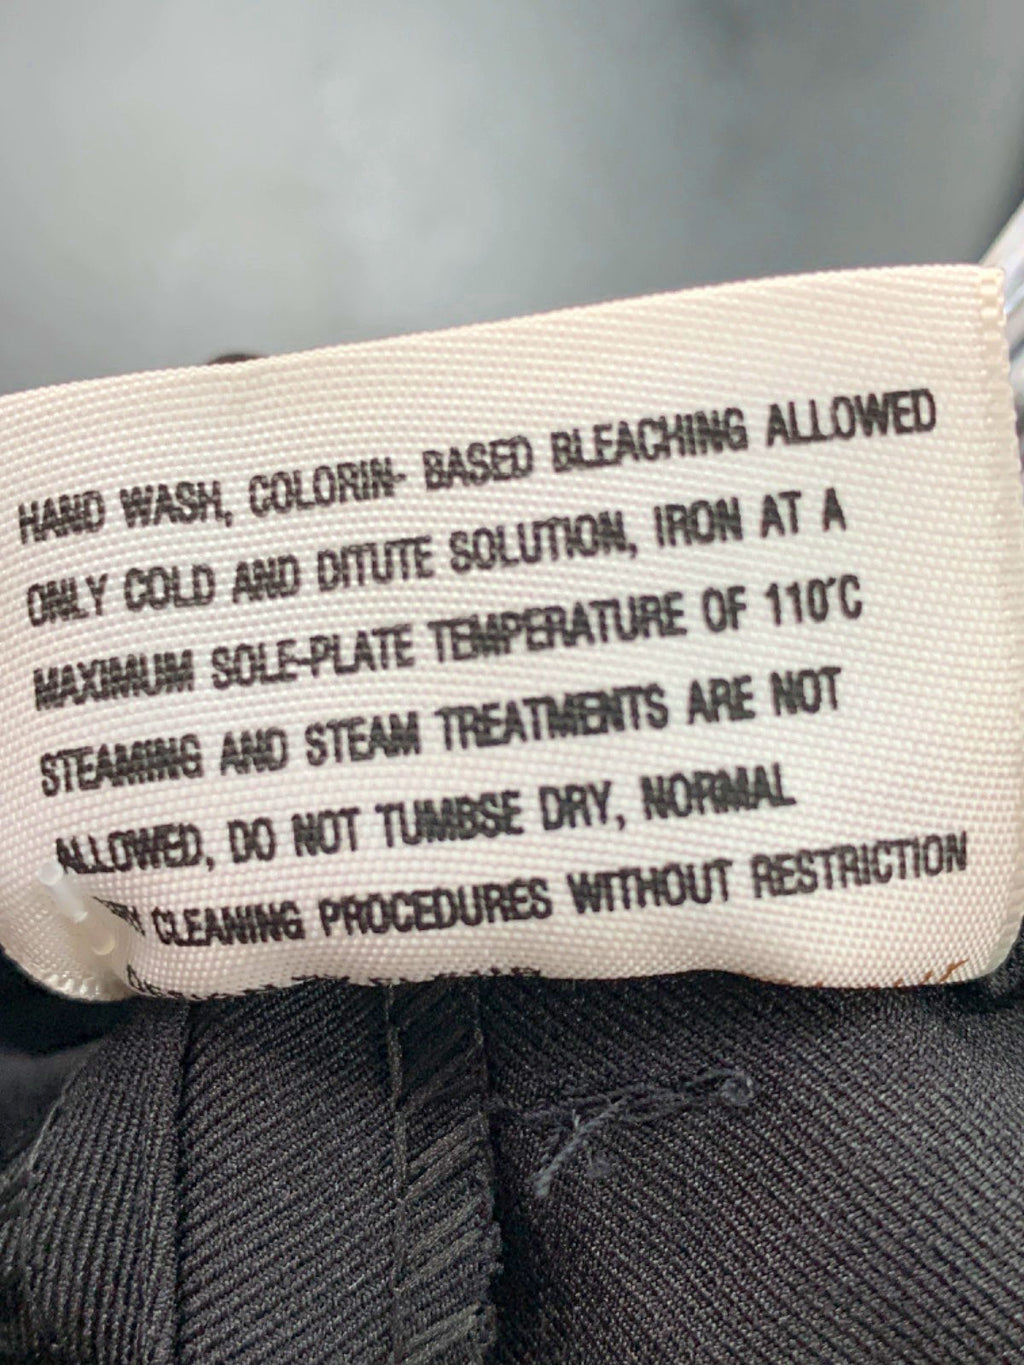 HAND WASH, COLORIN- BASED BLEACHING ALLOWED
ONLY COLD AND DITUTE SOLUTION, IRON AT A
MAXIMUM SOLE-PLATE TEMPERATURE OF 110°C
STEAMING AND STEAM TREATMENTS ARE NOT
ALLOWED, DO NOT TUMBSE DRY, NORMAL
CLEANING PROCEDURES WITHOUT RESTRICTION